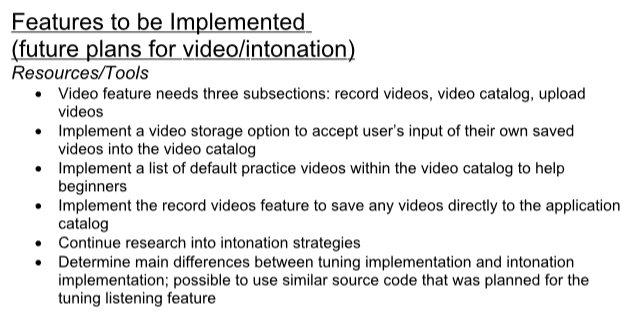 Features to be Implemented
(future plans for video/intonation)
Resources/Tools
• Video feature needs three subsections: record videos, video catalog, upload
videos
• Implement a video storage option to accept user's input of their own saved
videos into the video catalog
• Implement a list of default practice videos within the video catalog to help
beginners
• Implement the record videos feature to save any videos directly to the application
catalog
• Continue research into intonation strategies
• Determine main differences between tuning implementation and intonation
implementation; possible to use similar source code that was planned for the
tuning listening feature